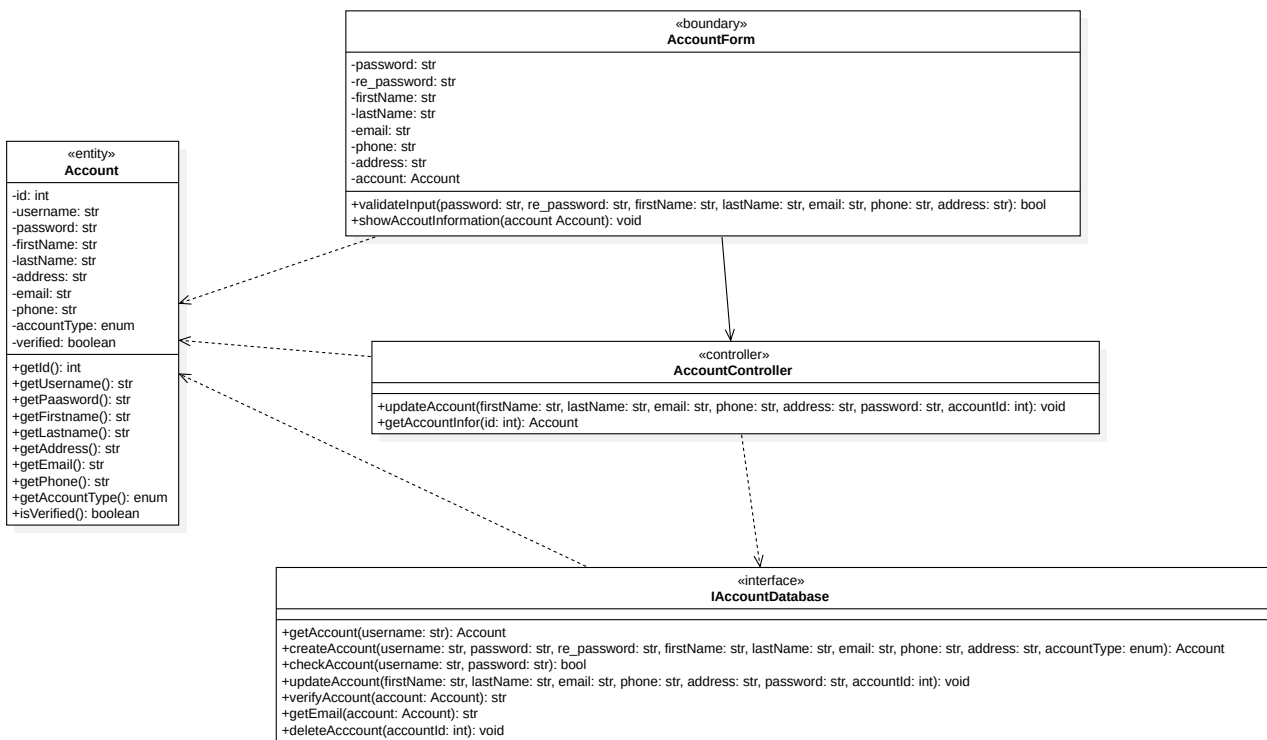 «boundary»
AccountForm
-password: str
-re_password: str
-firstName: str
-lastName: str
-email: str
-phone: str
-address: str
-account: Account
+validateInput(password: str, re_password: str, firstName: str, lastName: str, email: str, phone: str, address: str): bool
+showAccoutInformation(account Account): void
«entity»
Account
-id: int
-username: str
-password: str
-firstName: str
-lastName: str
-address: str
-email: str
-phone: str
-accountType: enum
-verified: boolean
+getId(): int
+getUsername(): str
+getPaasword(): str
+getFirstname(): str
+getLastname(): str
+getAddress(): str
+getEmail(): str
+getPhone(): str
+getAccountType(): enum
+isVerified(): boolean
«controller»
AccountController
+updateAccount(firstName: str, lastName: str, email: str, phone: str, address: str, password: str, accountId: int): void
+getAccountInfor(id: int): Account
«interface»
IAccountDatabase
+getAccount(username: str): Account
+createAccount(username: str, password: str, re_password: str, firstName: str, lastName: str, email: str, phone: str, address: str, accountType: enum): Account
+checkAccount(username: str, password: str): bool
+updateAccount(firstName: str, lastName: str, email: str, phone: str, address: str, password: str, accountId: int): void
+verifyAccount(account: Account): str
+getEmail(account: Account): str
+deleteAcccount(accountId: int): void